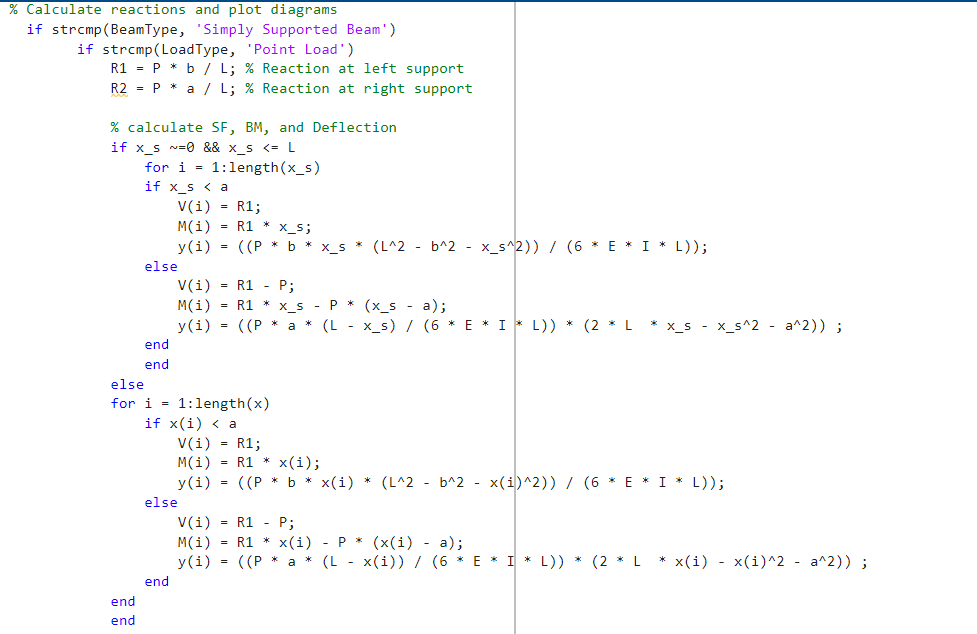 % Calculate reactions and plot diagrams
if strcmp(BeamType, 'Simply Supported Beam')
if strcmp(LoadType, 'Point Load')
R1 = P * b / L; % Reaction at left support
R2 = P * a / L; % Reaction at right support
% calculate SF, BM, and Deflection
if x_s ~=0 && x_s <= L
for i = 1:length(x_s)
if x_s < a
V(i) = R1;
M(i) = R1 * x_s;
y(i) = ((P * b * x_s * (L^2 - b^2 - x_s^2)) / (6 * E * I * L));
else
V(i) = R1 - P;
M(i) = R1 * x_s - P * (x_s - a);
y(i) = ((P * a * (L - x_s) / (6 * E * I * L)) * (2 * L  * x_s - x_s^2 - a^2)) ;
end
end
else
for i = 1:length(x)
if x(i) < a
V(i) = R1;
M(i) = R1 * x(i);
y(i) = ((P * b * x(i) * (L^2 - b^2 - x(i)^2)) / (6 * E * I * L));
else
V(i) = R1 - P;
M(i) = R1 * x(i) - P * (x(i) - a);
y(i) = ((P * a * (L - x(i)) / (6 * E * I * L)) * (2 * L  * x(i) - x(i)^2 - a^2)) ;
end
end
end